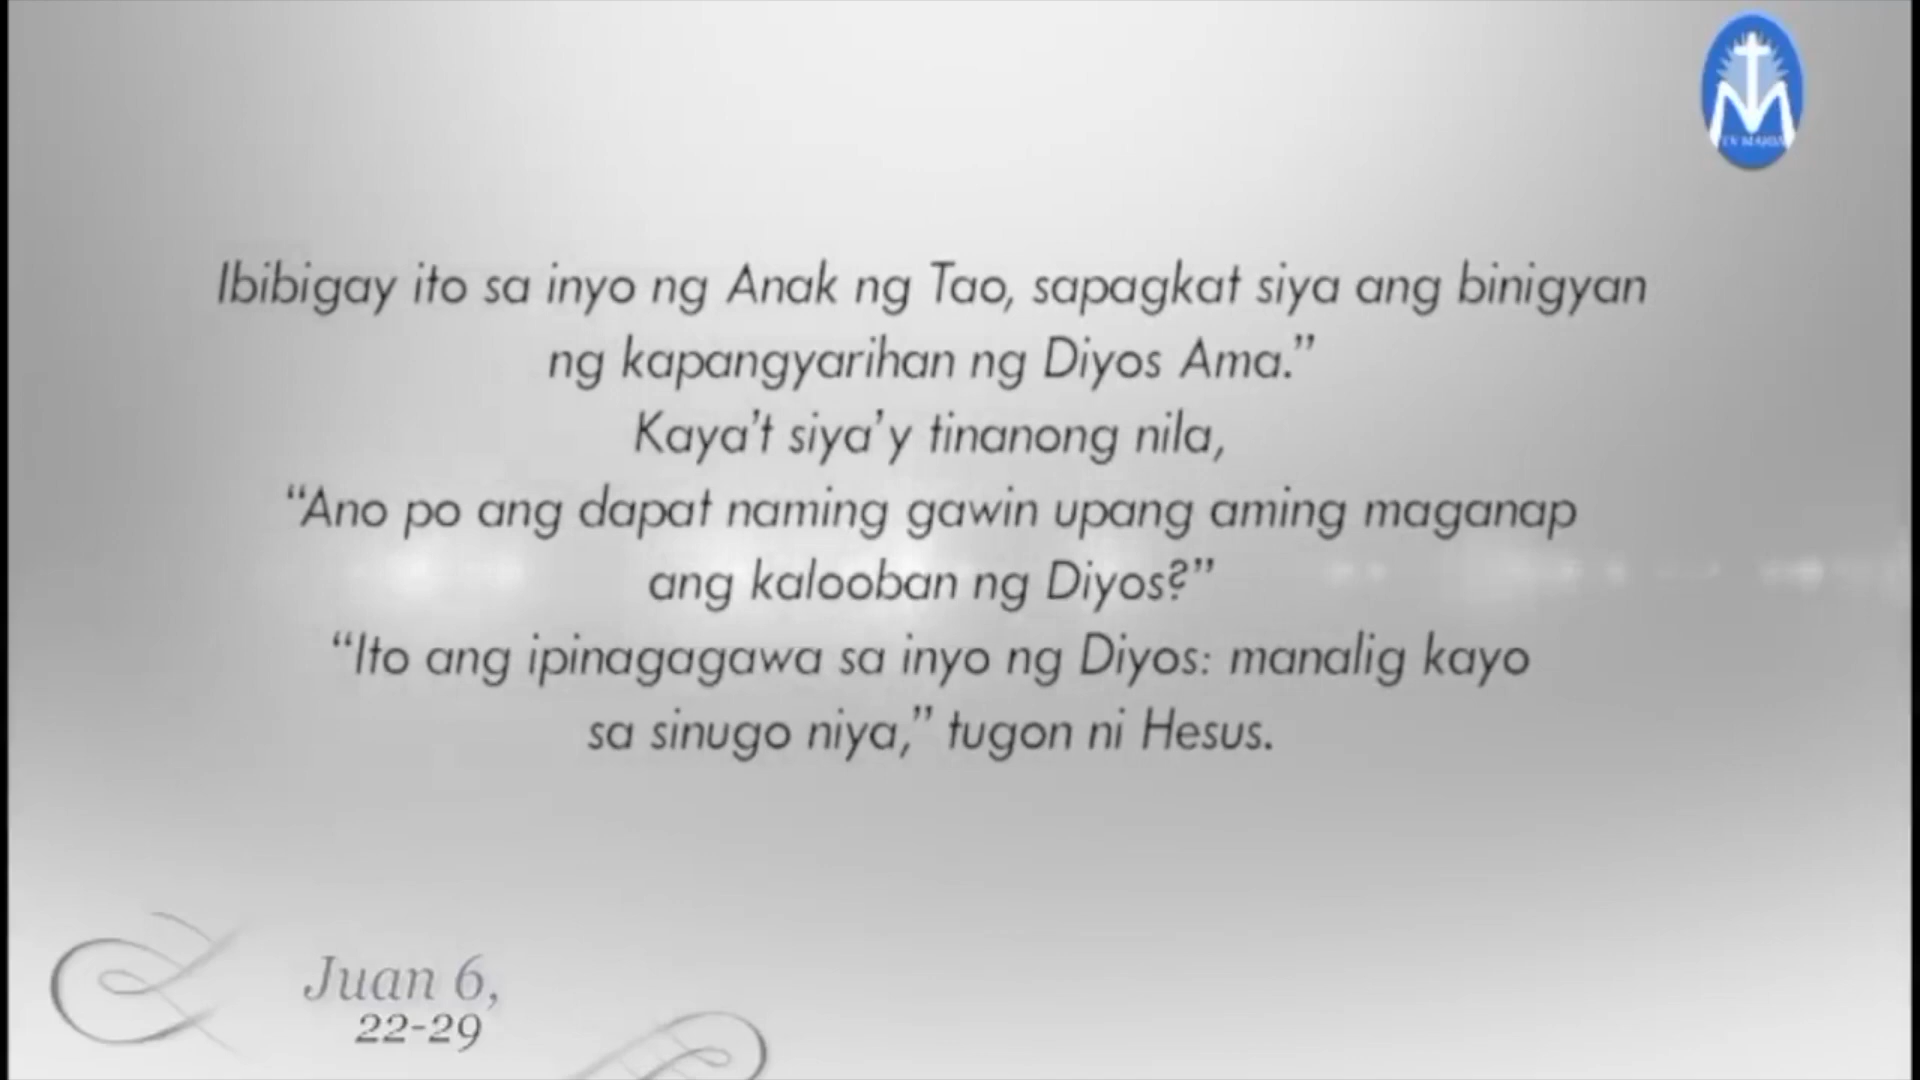 Ibibigay ito sa inyo ng Anak ng Tao, sapagkat siya ang binigyan
ng kapangyarihan ng Diyos Ama.”
Kaya’t siya’y tinanong nila,
“Ano po ang dapat naming gawin upang aming maganap
ang kalooban ng Diyos?”
“Ito ang ipinagagawa sa inyo ng Diyos: manalig kayo
sa sinugo niya,” tugon ni Hesus.
Juan 6,
22-29
TV MARIA